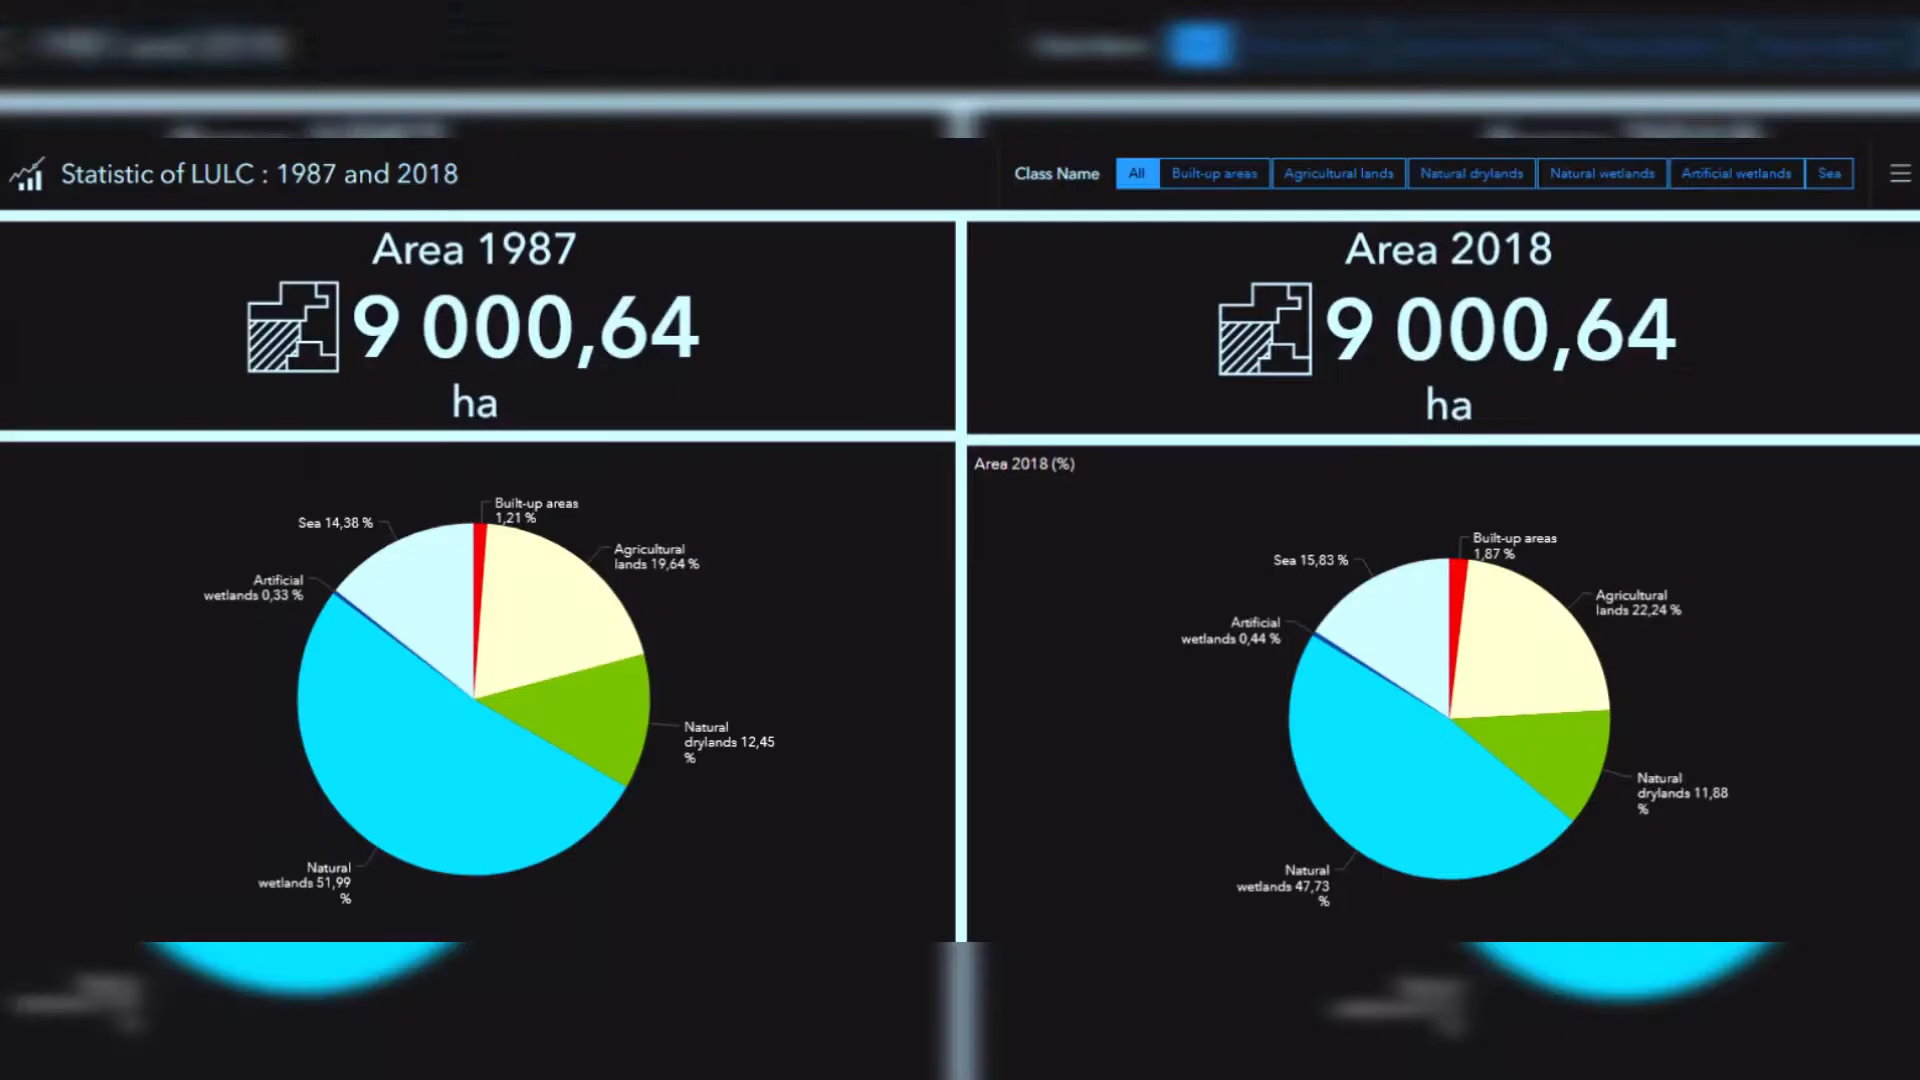 Statistic of LULC : 1987 and 2018
Class Name
All
Built-up areas
Agricultural lands
Natural drylands
Natural wetlands
Artificial wetlands
Sea
Area 1987
9 000,64
ha
Area 2018
9 000,64
ha
Built-up areas
1,21 %
Sea 14,38 %
Agricultural
lands 19,64 %
Artificial
wetlands 0,33 %
Natural
drylands 12,45
%
Natural
wetlands 51,99
%
Area 2018 (%)
Built-up areas
1,87 %
Sea 15,83 %
Agricultural
lands 22,24 %
Artificial
wetlands 0,44 %
Natural
drylands 11,88
%
Natural
wetlands 47,73
%